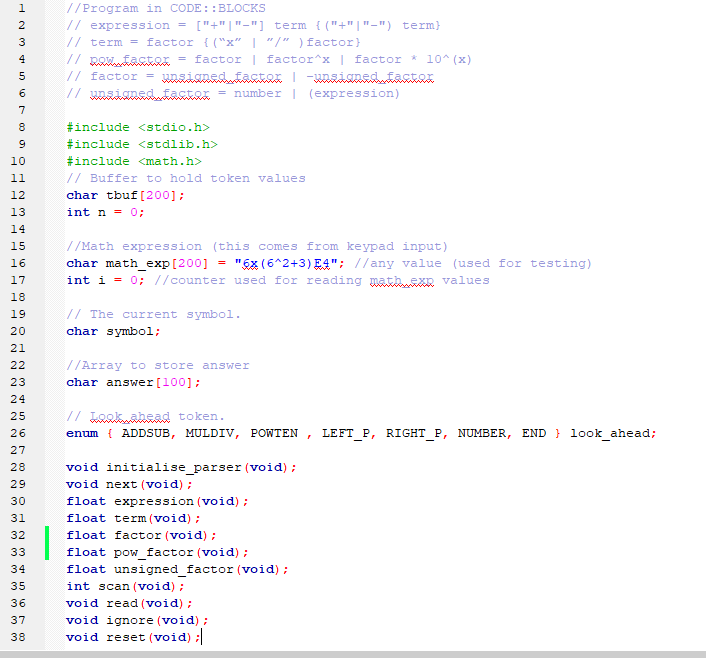 1 //Program in CODE::BLOCKS
2 // expression = ["+"|"-"] term {("+"|"-") term}
3 // term = factor {("x" | "/" )factor}
4 // pow_factor = factor | factor^x | factor * 10^(x)
5 // factor = unsigned_factor | -unsigned_factor
6 // unsigned_factor = number | (expression)
7
8 #include <stdio.h>
9 #include <stdlib.h>
10 #include <math.h>
11 // Buffer to hold token values
12 char tbuf[200];
13 int n = 0;
14
15 //Math expression (this comes from keypad input)
16 char math_exp[200] = "6x(6^2+3)E4"; //any value (used for testing)
17 int i = 0; //counter used for reading math_exp values
18
19 // The current symbol.
20 char symbol;
21
22 //Array to store answer
23 char answer[100];
24
25 // Look ahead token.
26 enum { ADDSUB, MULDIV, POWTEN , LEFT_P, RIGHT_P, NUMBER, END } look_ahead;
27
28 void initialise_parser(void);
29 void next(void);
30 float expression(void);
31 float term(void);
32 float factor(void);
33 float pow_factor(void);
34 float unsigned_factor(void);
35 int scan(void);
36 void read(void);
37 void ignore(void);
38 void reset(void);